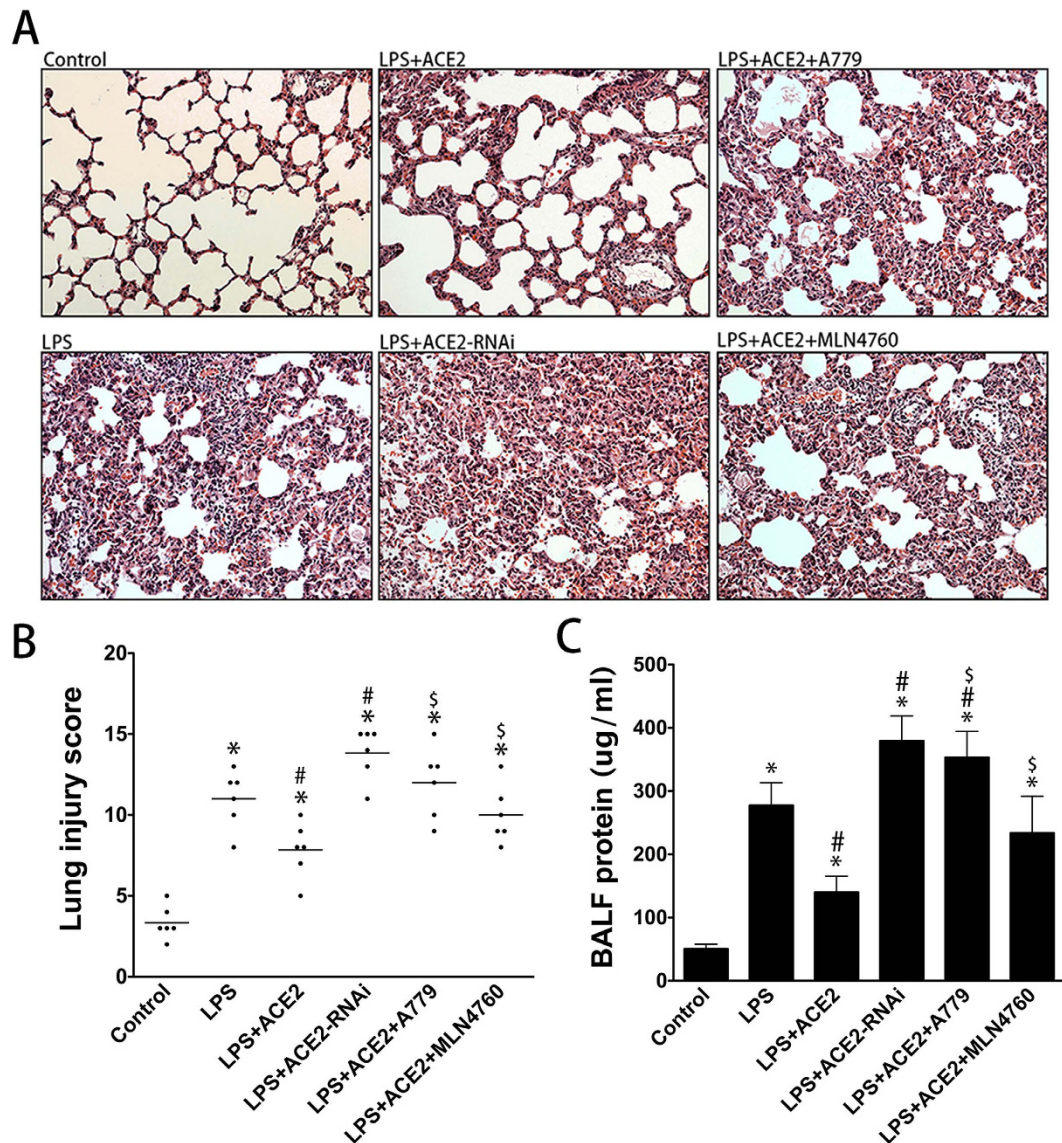 A
Control
LPS+ACE2
LPS+ACE2+A779
LPS
LPS+ACE2-RNAi
LPS+ACE2+MLN4760
B
Lung injury score
20
15
10
5
0
*
#
*
#
*
$
*
$
*
Control
LPS
LPS+ACE2
LPS+ACE2-RNAi
LPS+ACE2+A779
LPS+ACE2+MLN4760
C
BALF protein (ug/ml)
500
400
300
200
100
0
*
#
*
#
*
$
#
*
$
*
Control
LPS
LPS+ACE2
LPS+ACE2-RNAi
LPS+ACE2+A779
LPS+ACE2+MLN4760